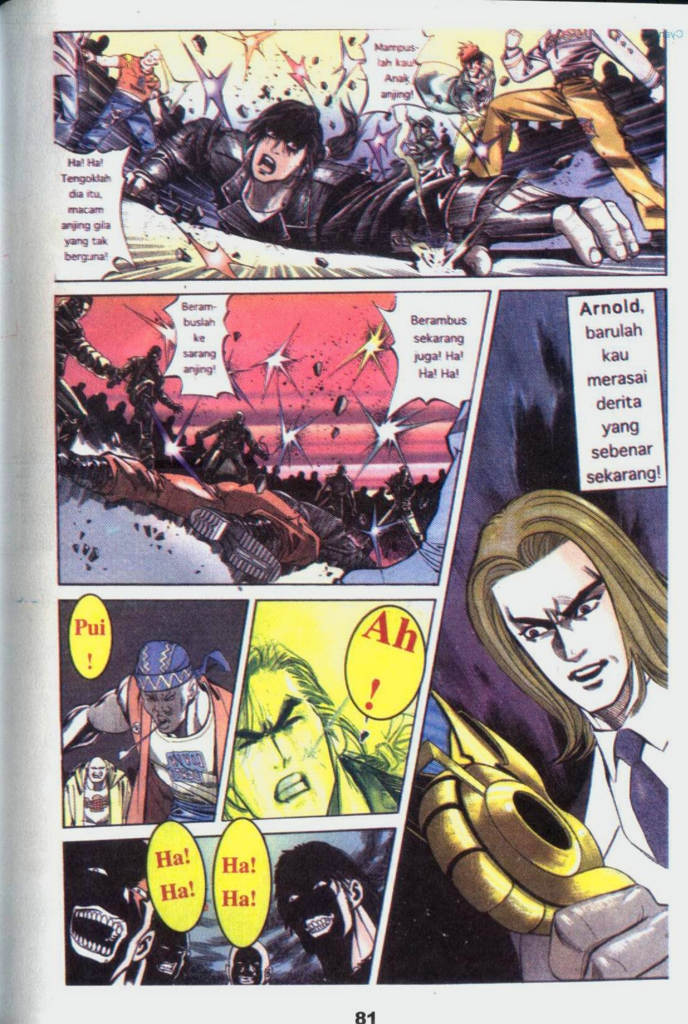 Cyan
Mampus-
lah kau!
Anak
anjing!
Ha! Ha!
Tengoklah
dia itu,
macam
anjing gila
yang tak
berguna!
Beram-
buslah
ke
sarang
anjing!
Berambus
sekarang
juga! Ha!
Ha! Ha!
Arnold,
barulah
kau
merasai
derita
yang
sebenar
sekarang!
Pui
!
Ah
!
Ha!
Ha!
Ha!
Ha!
81